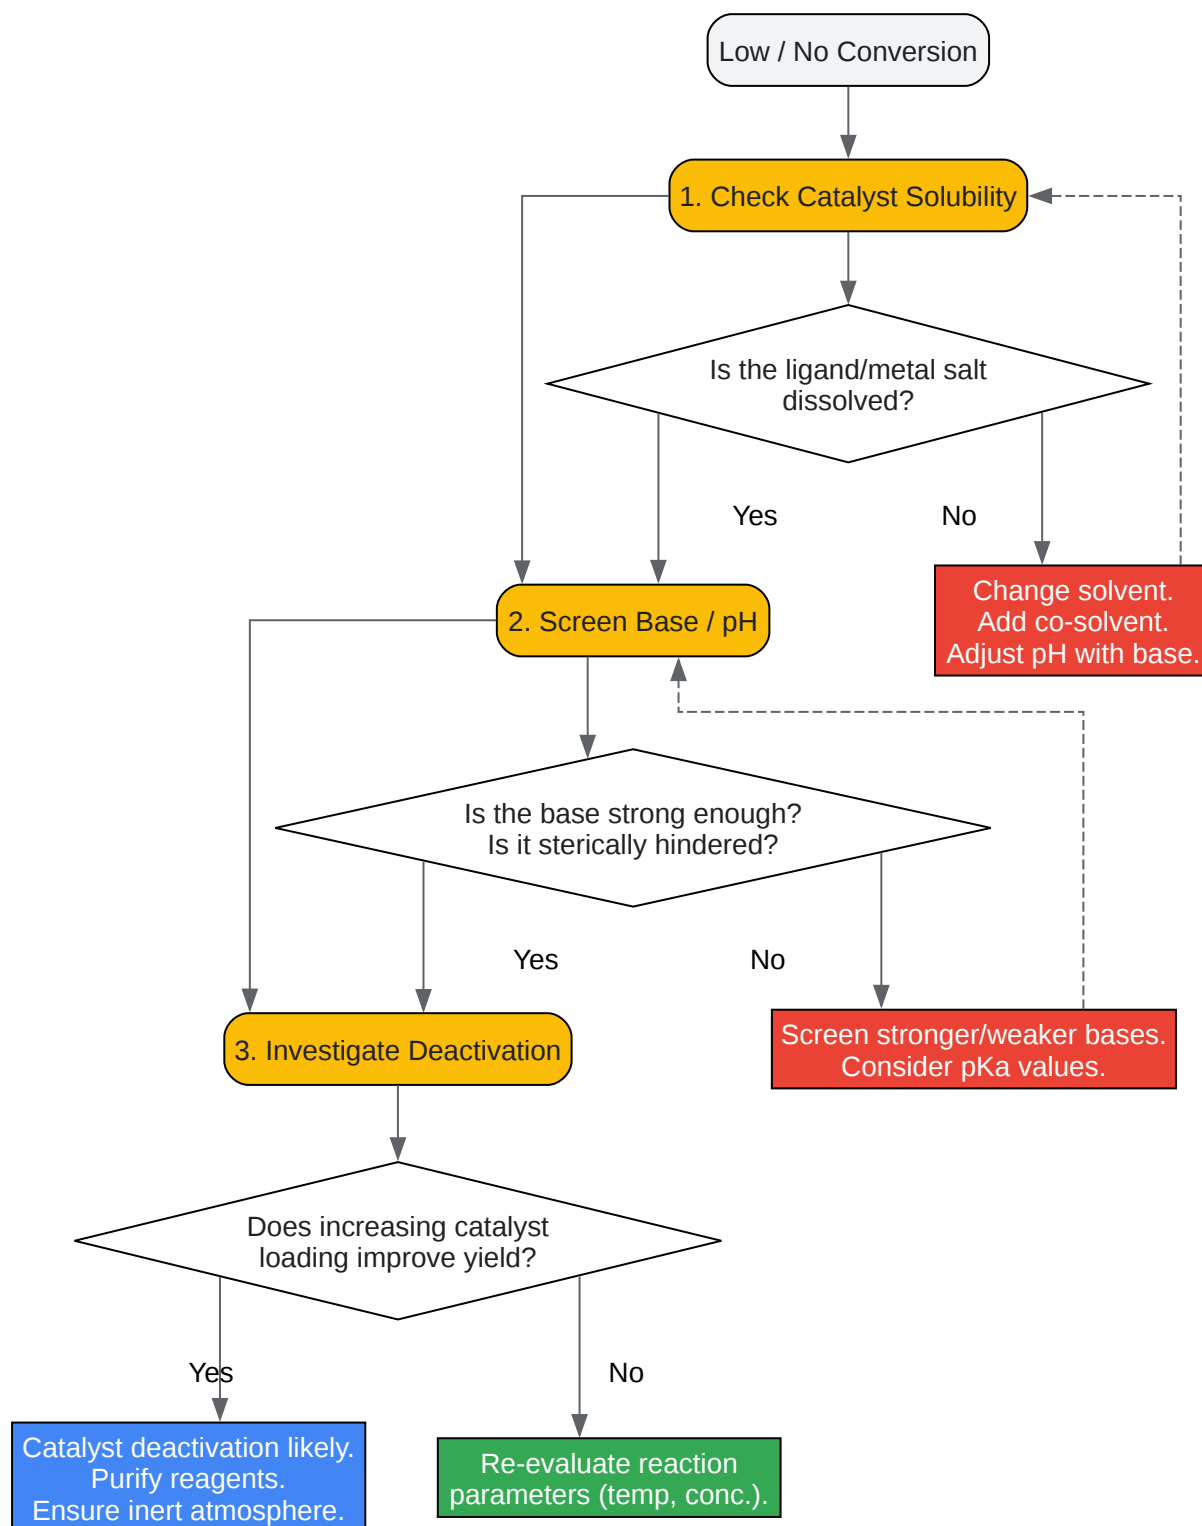 Low / No Conversion
1. Check Catalyst Solubility
Is the ligand/metal salt
dissolved?
Yes
No
Change solvent.
Add co-solvent.
Adjust pH with base.
2. Screen Base / pH
Is the base strong enough?
Is it sterically hindered?
Yes
No
Screen stronger/weaker bases.
Consider pKa values.
3. Investigate Deactivation
Does increasing catalyst
loading improve yield?
Yes
No
Catalyst deactivation likely.
Purify reagents.
Ensure inert atmosphere.
Re-evaluate reaction
parameters (temp, conc.).